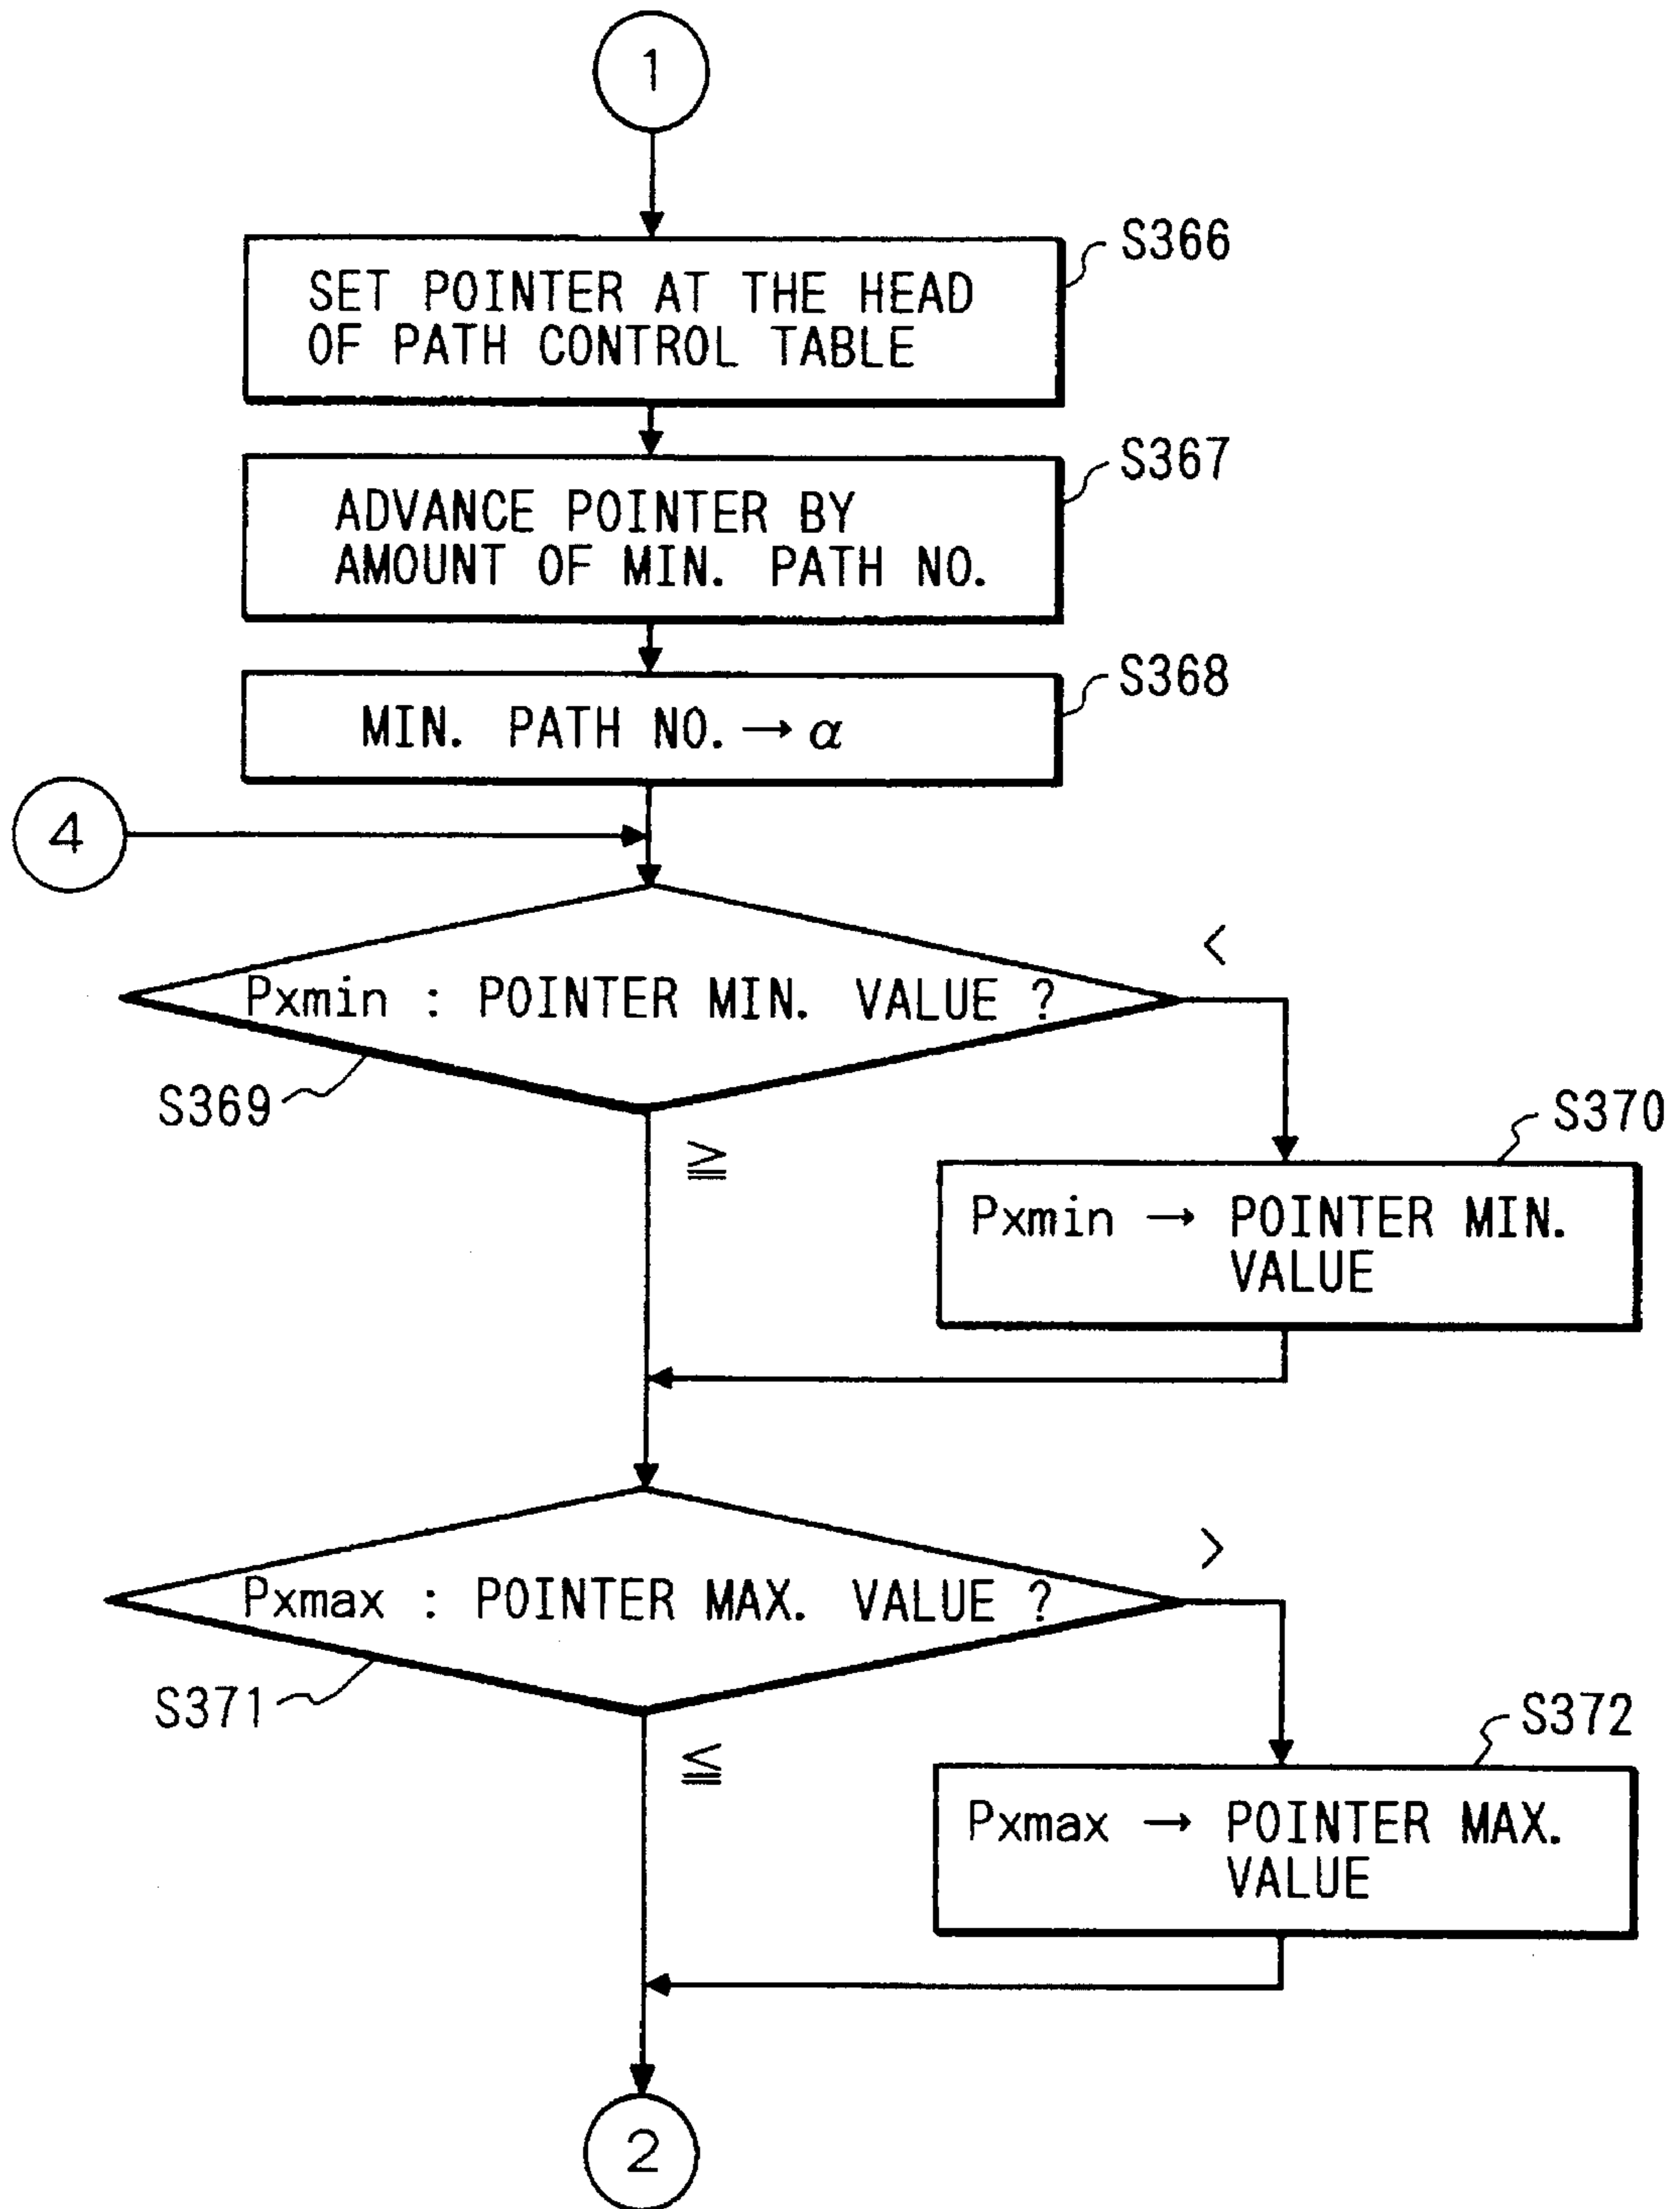 1
S366
SET POINTER AT THE HEAD
OF PATH CONTROL TABLE
S367
ADVANCE POINTER BY
AMOUNT OF MIN. PATH NO.
S368
MIN. PATH NO. → α
4
<
Pxmin : POINTER MIN. VALUE ?
S369
≧
S370
Pxmin → POINTER MIN.
VALUE
>
Pxmax : POINTER MAX. VALUE ?
S371
≦
S372
Pxmax → POINTER MAX.
VALUE
2